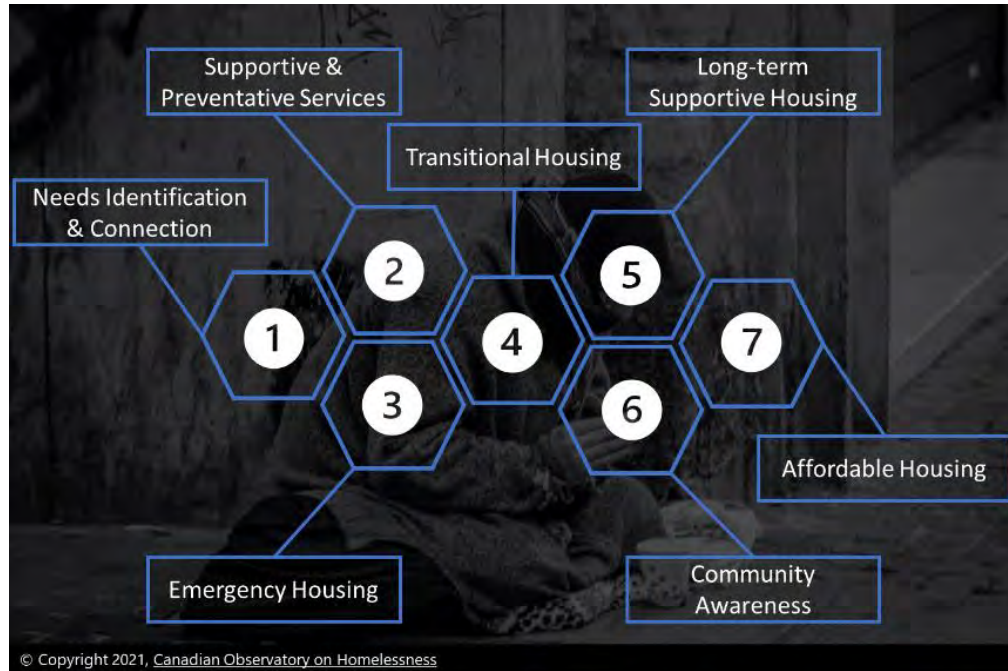 Supportive &
Preventative Services
Long-term
Supportive Housing
Transitional Housing
Needs Identification
& Connection
2
5
1
4
7
3
6
Affordable Housing
Emergency Housing
Community
Awareness
© Copyright 2021, Canadian Observatory on Homelessness